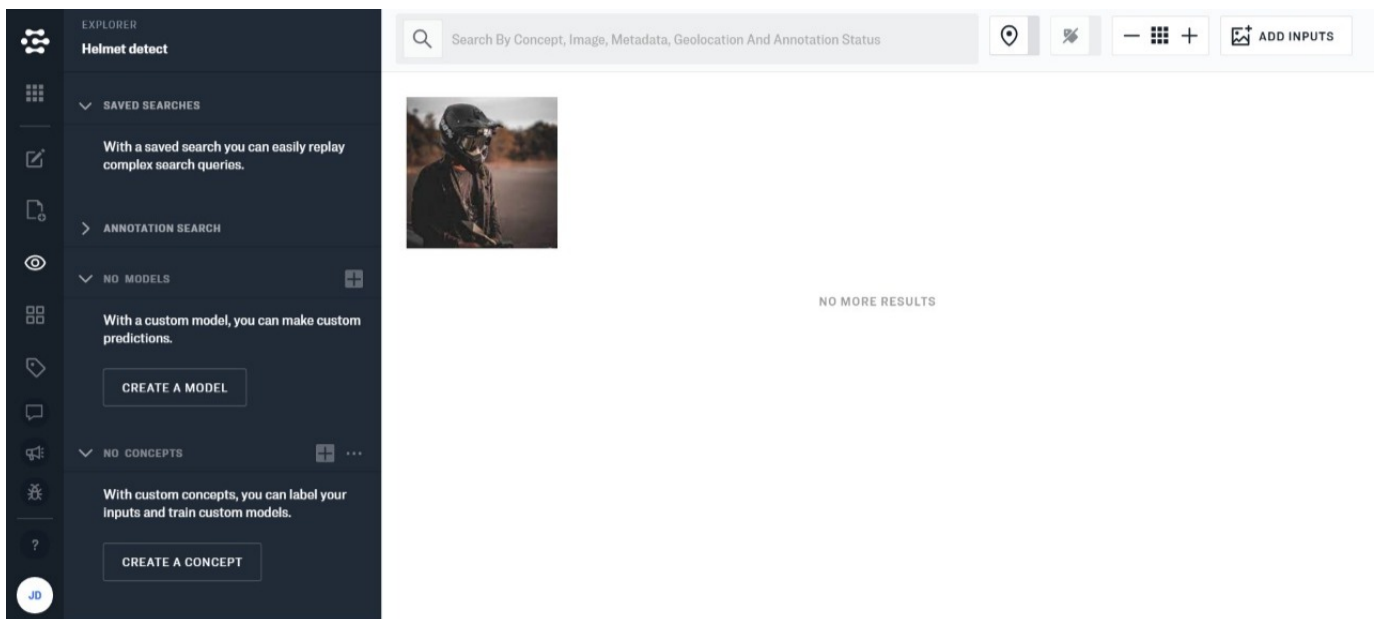 EXPLORER
Helmet detect
SAVED SEARCHES
With a saved search you can easily replay
complex search queries.
ANNOTATION SEARCH
NO MODELS
With a custom model, you can make custom
predictions.
CREATE A MODEL
NO CONCEPTS
With custom concepts, you can label your
inputs and train custom models.
CREATE A CONCEPT
?
JD
Search By Concept, Image, Metadata, Geolocation And Annotation Status
ADD INPUTS
NO MORE RESULTS